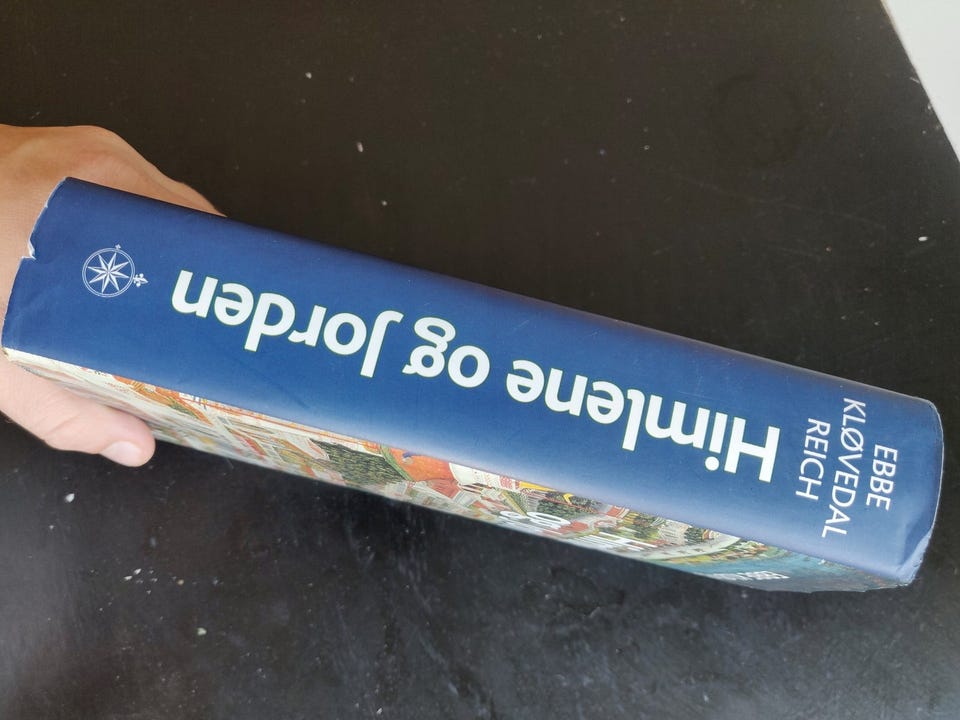 EBBE
KLØVEDAL
REICH
Himlene og Jorden